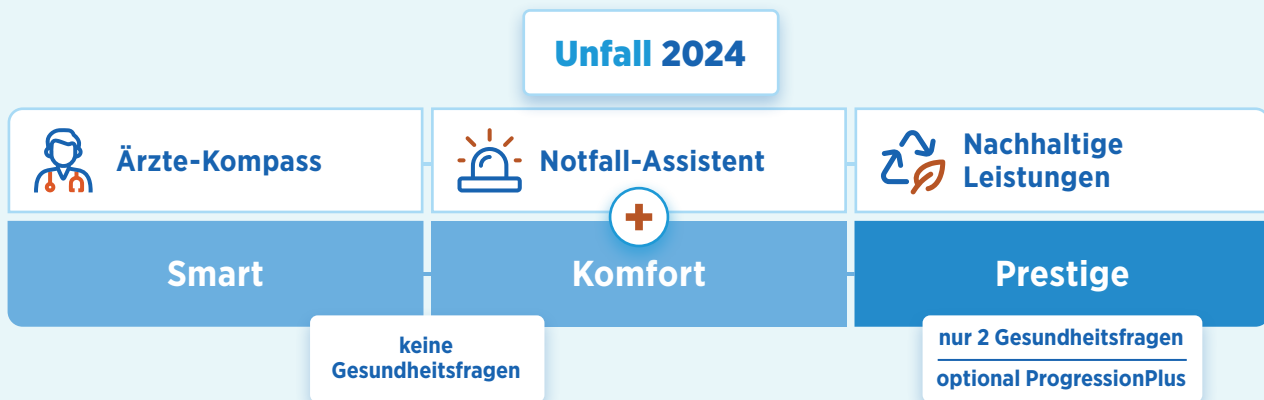 Unfall 2024
Ärzte-Kompass
Notfall-Assistent
Nachhaltige
Leistungen
Smart
Komfort
Prestige
keine
Gesundheitsfragen
nur 2 Gesundheitsfragen
optional ProgressionPlus